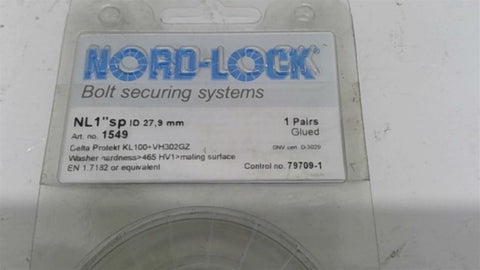 NORD-LOCK
Bolt securing systems
NL1"sp ID 27,9 mm 1 Pairs
Art. no. 1549 Glued
Delta Protekt KL100+VH302GZ DNV cert. D-3029
Washer hardness>465 HV1>mating surface
EN 1.7182 or equivalent Control no. 79709-1